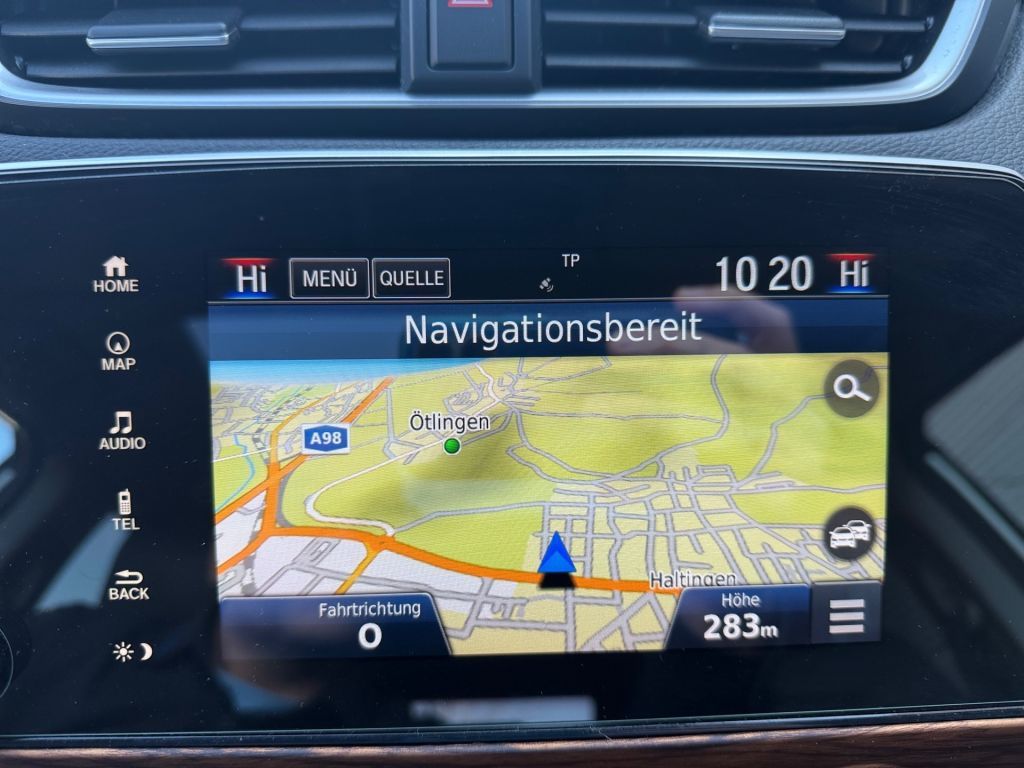 Hi MENÜ QUELLE TP 10 20 Hi
HOME
Navigationsbereit
MAP
Ötlingen
A98
AUDIO
TEL
Haltingen
BACK
Fahrtrichtung
O
Höhe
283m